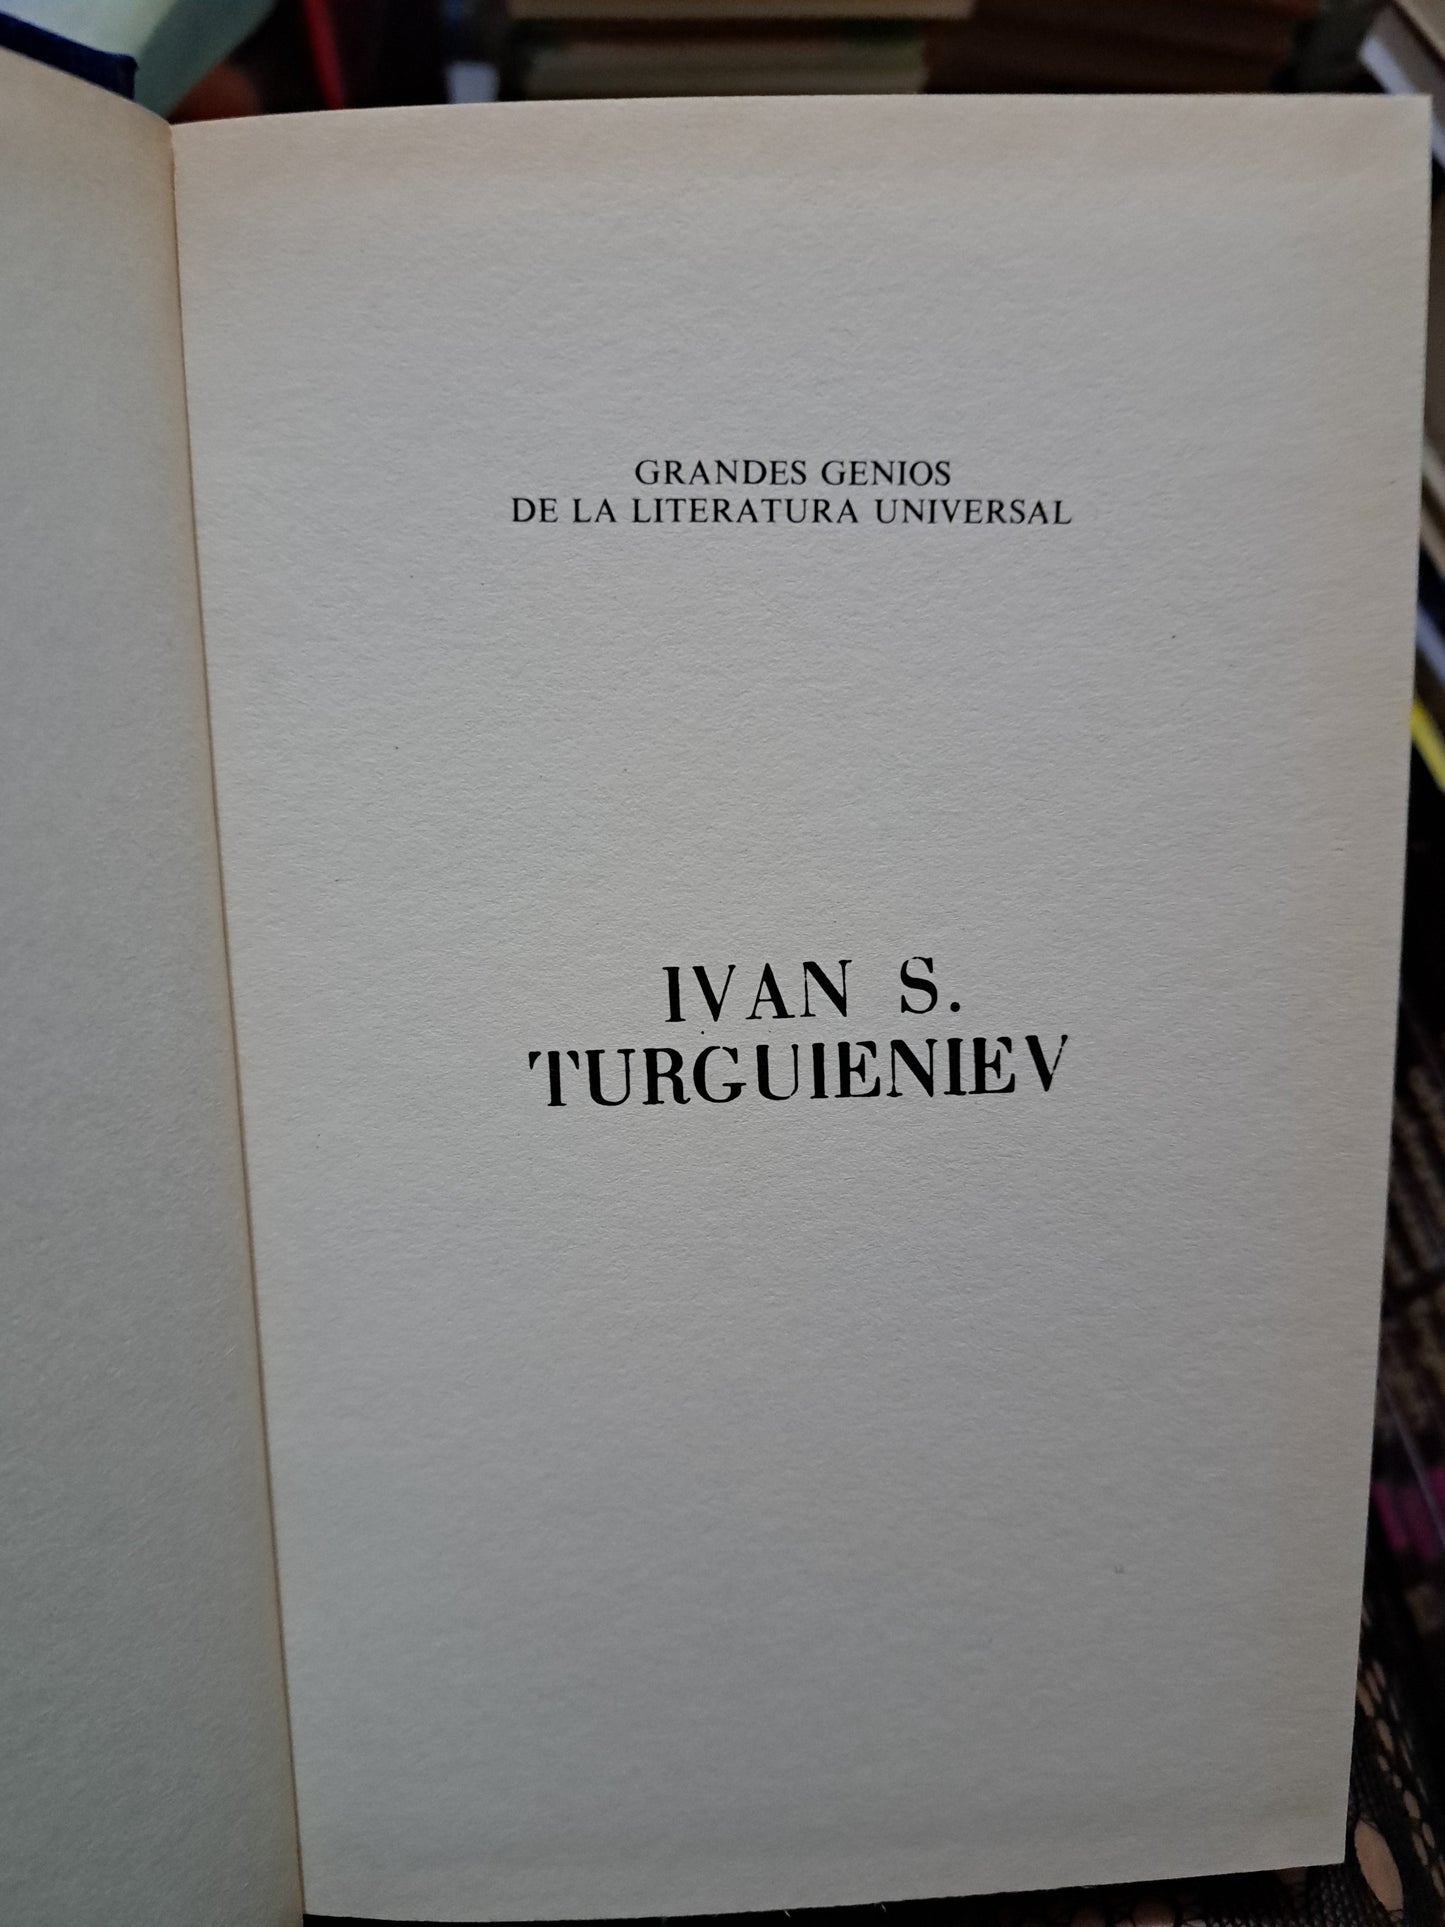 GRANDES GENIOS
DE LA LITERATURA UNIVERSAL
IVAN S.
TURGUIENIEV